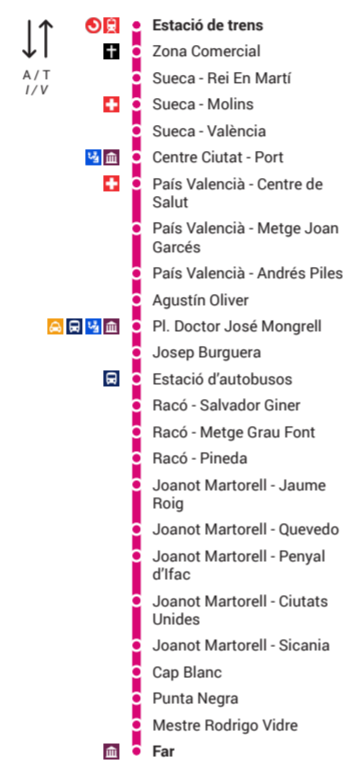 A / T
I / V
Estació de trens
Zona Comercial
Sueca - Rei En Martí
Sueca - Molins
Sueca - València
Centre Ciutat - Port
País Valencià - Centre de
Salut
País Valencià - Metge Joan
Garcés
País Valencià - Andrés Piles
Agustín Oliver
Pl. Doctor José Mongrell
Josep Burguera
Estació d'autobusos
Racó - Salvador Giner
Racó - Metge Grau Font
Racó - Pineda
Joanot Martorell - Jaume
Roig
Joanot Martorell - Quevedo
Joanot Martorell - Penyal
d'Ifac
Joanot Martorell - Ciutats
Unides
Joanot Martorell - Sicania
Cap Blanc
Punta Negra
Mestre Rodrigo Vidre
Far